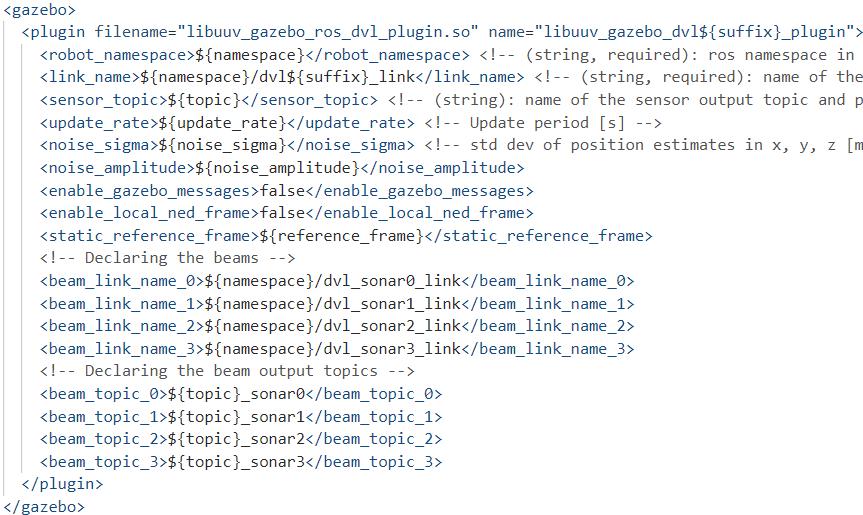 <gazebo>
<plugin filename="libuuv_gazebo_ros_dvl_plugin.so" name="libuuv_gazebo_dvl${suffix}_plugin">
<robot_namespace>${namespace}</robot_namespace> <!-- (string, required): ros namespace in
<link_name>${namespace}/dvl${suffix}_link</link_name> <!-- (string, required): name of the
<sensor_topic>${topic}</sensor_topic> <!-- (string): name of the sensor output topic and p
<update_rate>${update_rate}</update_rate> <!-- Update period [s] -->
<noise_sigma>${noise_sigma}</noise_sigma> <!-- std dev of position estimates in x, y, z [m
<noise_amplitude>${noise_amplitude}</noise_amplitude>
<enable_gazebo_messages>false</enable_gazebo_messages>
<enable_local_ned_frame>false</enable_local_ned_frame>
<static_reference_frame>${reference_frame}</static_reference_frame>
<!-- Declaring the beams -->
<beam_link_name_0>${namespace}/dvl_sonar0_link</beam_link_name_0>
<beam_link_name_1>${namespace}/dvl_sonar1_link</beam_link_name_1>
<beam_link_name_2>${namespace}/dvl_sonar2_link</beam_link_name_2>
<beam_link_name_3>${namespace}/dvl_sonar3_link</beam_link_name_3>
<!-- Declaring the beam output topics -->
<beam_topic_0>${topic}_sonar0</beam_topic_0>
<beam_topic_1>${topic}_sonar1</beam_topic_1>
<beam_topic_2>${topic}_sonar2</beam_topic_2>
<beam_topic_3>${topic}_sonar3</beam_topic_3>
</plugin>
</gazebo>